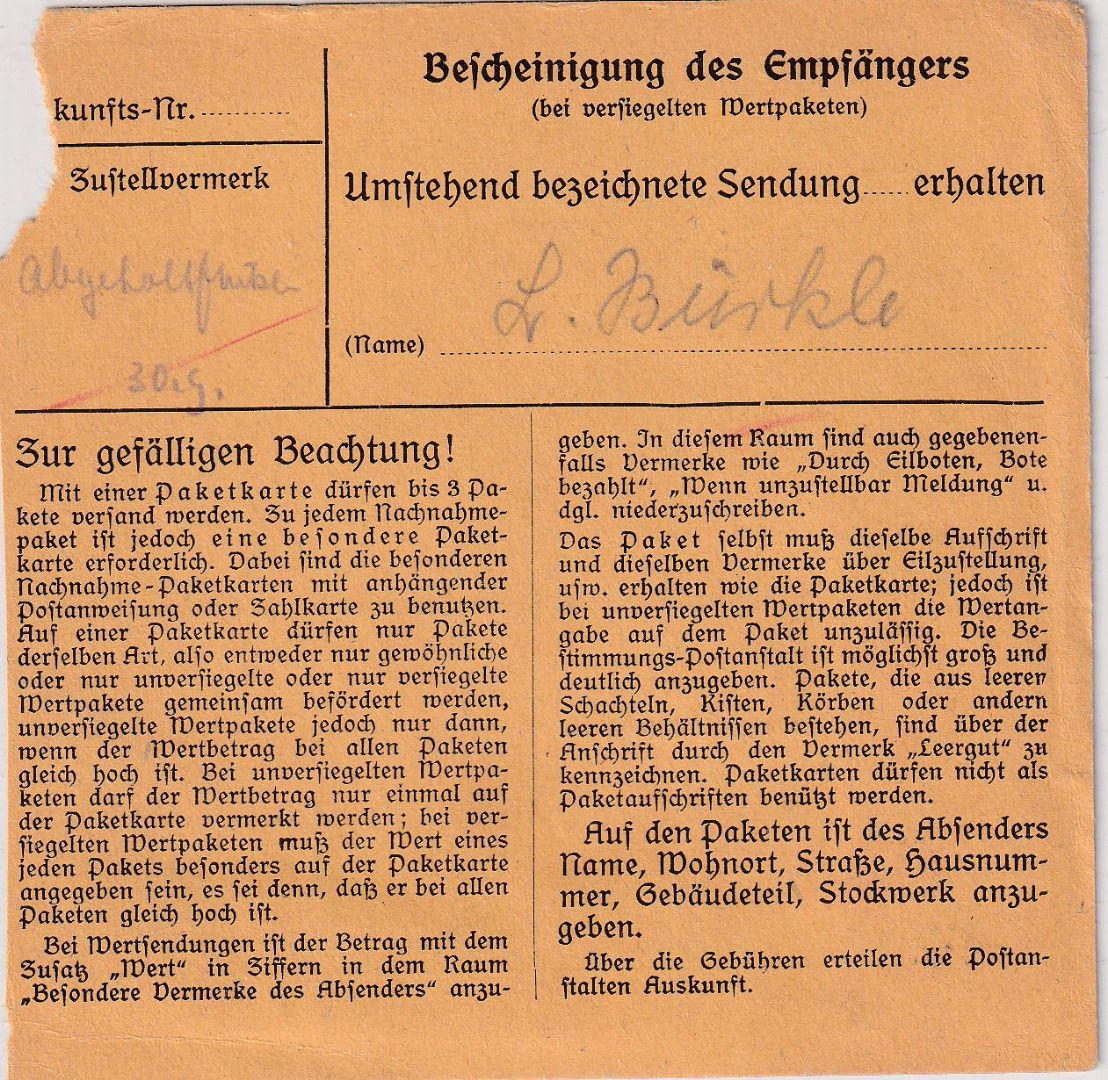 kunfts-Nr.
Zustellvermerk
30.9.
Bescheinigung des Empfängers
(bei versiegelten Wertpaketen)
Umstehend bezeichnete Sendung...... erhalten
L. Bürkle
(Name)
Zur gefälligen Beachtung!
Mit einer Paketkarte dürfen bis 3 Pa-
kete versand werden. Zu jedem Nachnahme-
paket ist jedoch eine besondere Paket-
karte erforderlich. Dabei sind die besonderen
Nachnahme-Paketkarten mit anhängender
Postanweisung oder Zahlkarte zu benutzen.
Auf einer Paketkarte dürfen nur Pakete
derselben Art, also entweder nur gewöhnliche
oder nur unversiegelte oder nur versiegelte
Wertpakete gemeinsam befördert werden,
unversiegelte Wertpakete jedoch nur dann,
wenn der Wertbetrag bei allen Paketen
gleich hoch ist. Bei unversiegelten Wertpa-
keten darf der Wertbetrag nur einmal auf
der Paketkarte vermerkt werden; bei ver-
siegelten Wertpaketen muß der Wert eines
jeden Pakets besonders auf der Paketkarte
angegeben sein, es sei denn, daß er bei allen
Paketen gleich hoch ist.
Bei Wertsendungen ist der Betrag mit dem
Zusatz „Wert“ in Ziffern in dem Raum
„Besondere Vermerke des Absenders“ anzu-
geben. In diesem Raum sind auch gegebenen-
falls Vermerke wie „Durch Eilboten, Bote
bezahlt“, „Wenn unzustellbar Meldung“ u.
dgl. niederzuschreiben.
Das Paket selbst muß dieselbe Aufschrift
und dieselben Vermerke über Eilzustellung,
usw. erhalten wie die Paketkarte; jedoch ist
bei unversiegelten Wertpaketen die Wertan-
gabe auf dem Paket unzulässig. Die Be-
stimmungs-Postanstalt ist möglichst groß und
deutlich anzugeben. Pakete, die aus leeren
Schachteln, Kisten, Körben oder andern
leeren Behältnissen bestehen, sind über der
Anschrift durch den Vermerk „Leergut“ zu
kennzeichnen. Paketkarten dürfen nicht als
Paketaufschriften benützt werden.
Auf den Paketen ist des Absenders
Name, Wohnort, Straße, Hausnum-
mer, Gebäudeteil, Stockwerk anzu-
geben.
Über die Gebühren erteilen die Postan-
stalten Auskunft.